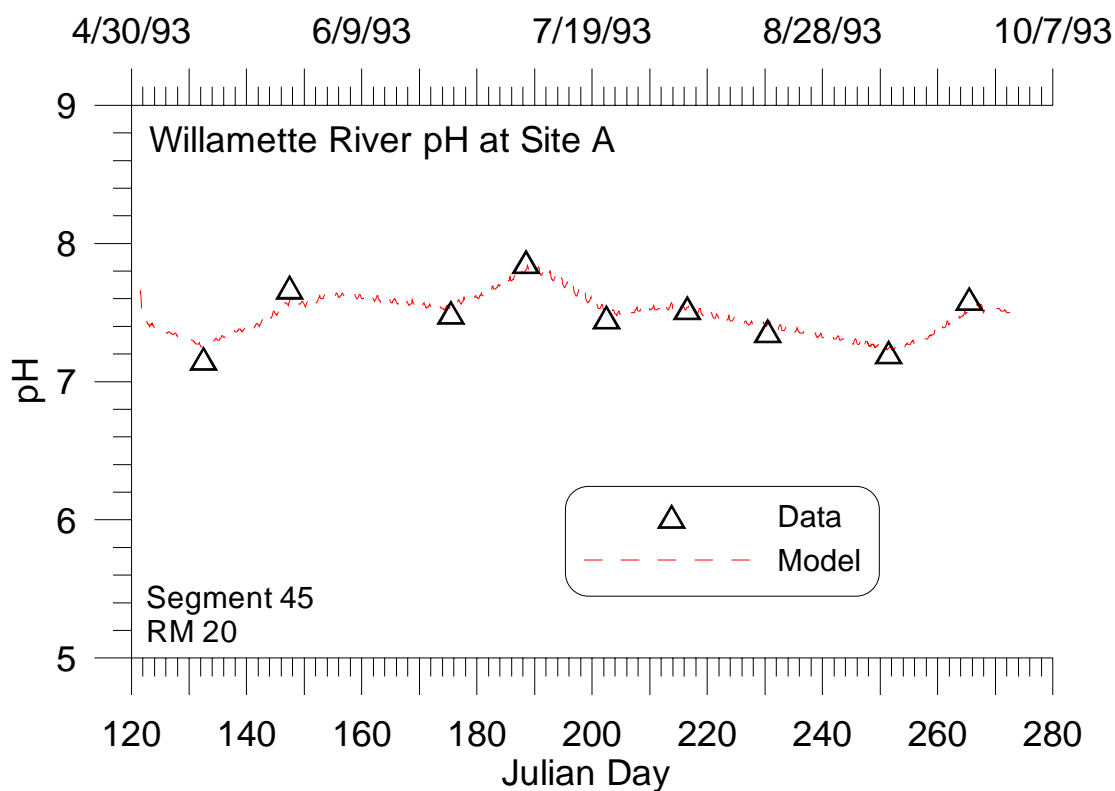 4/30/93 6/9/93 7/19/93 8/28/93 10/7/93
9
Willamette River pH at Site A
8
7
pH
6
5
Data
Model
Segment 45
RM 20
120 140 160 180 200 220 240 260 280
Julian Day